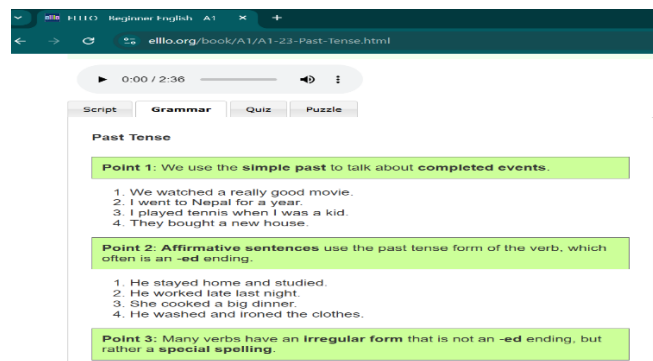 ELLLO Beginner English A1
elllo.org/book/A1/A1-23-Past-Tense.html
0:00 / 2:36
Script Grammar Quiz Puzzle
Past Tense
Point 1: We use the simple past to talk about completed events.
1. We watched a really good movie.
2. I went to Nepal for a year.
3. I played tennis when I was a kid.
4. They bought a new house.
Point 2: Affirmative sentences use the past tense form of the verb, which
often is an -ed ending.
1. He stayed home and studied.
2. He worked late last night.
3. She cooked a big dinner.
4. He washed and ironed the clothes.
Point 3: Many verbs have an irregular form that is not an -ed ending, but
rather a special spelling.